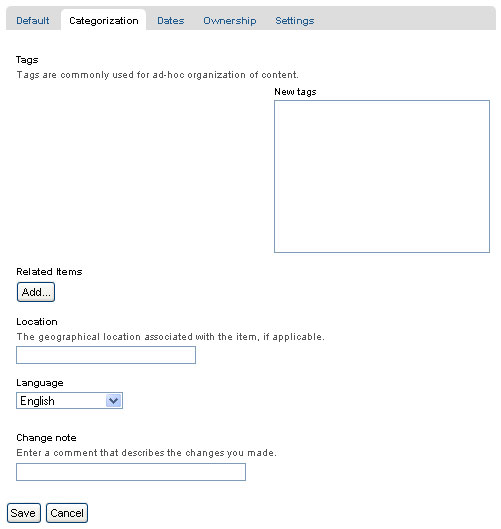 Default Categorization Dates Ownership Settings
Tags
Tags are commonly used for ad-hoc organization of content.
New tags
Related Items
Add...
Location
The geographical location associated with the item, if applicable.
Language
English
Change note
Enter a comment that describes the changes you made.
Save Cancel